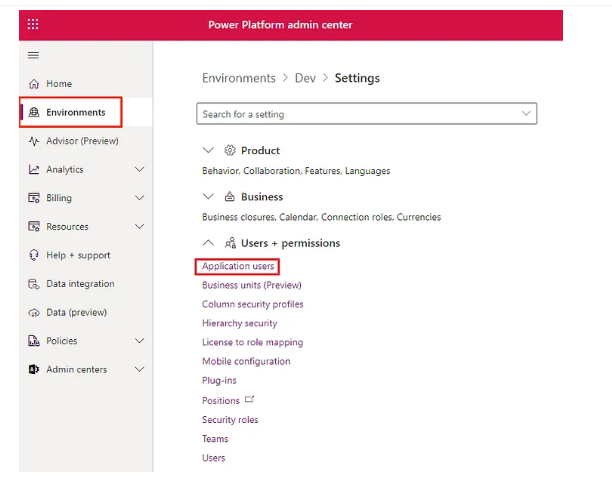 Power Platform admin center
Home
Environments
Advisor (Preview)
Analytics
Billing
Resources
Help + support
Data integration
Data (preview)
Policies
Admin centers
Environments > Dev > Settings
Search for a setting
Product
Behavior, Collaboration, Features, Languages
Business
Business closures, Calendar, Connection roles, Currencies
Users + permissions
Application users
Business units (Preview)
Column security profiles
Hierarchy security
License to role mapping
Mobile configuration
Plug-ins
Positions
Security roles
Teams
Users